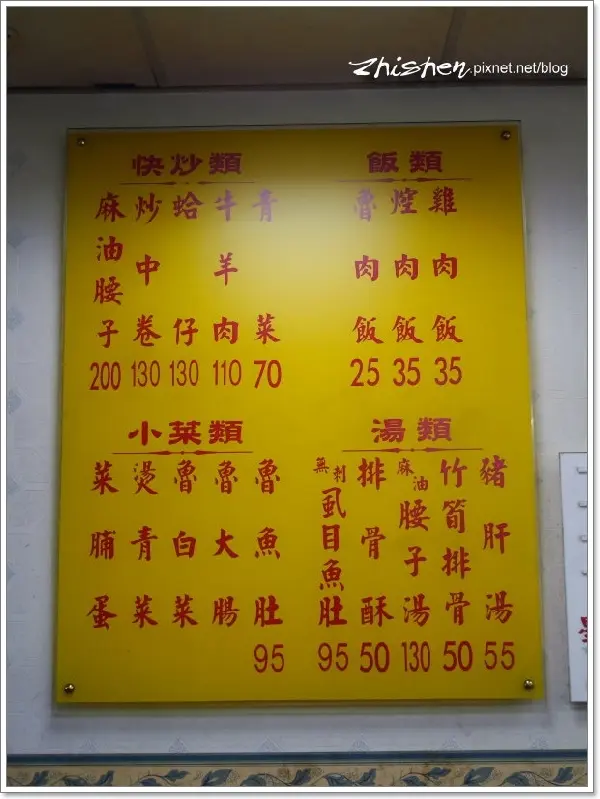 zhishen.pixnet.net/blog
飯類
雞肉飯 35
焢肉飯 35
魯肉飯 25
快炒類
青菜 70
牛羊肉 110
蛤仔 130
炒中卷 130
麻油腰子 200
湯類
豬肝湯 55
竹筍排骨 50
麻油腰子湯 130
排骨酥 50
無刺虱目魚肚 95
小菜類
魯魚肚 95
魯大腸
魯白菜
燙青菜
菜脯蛋